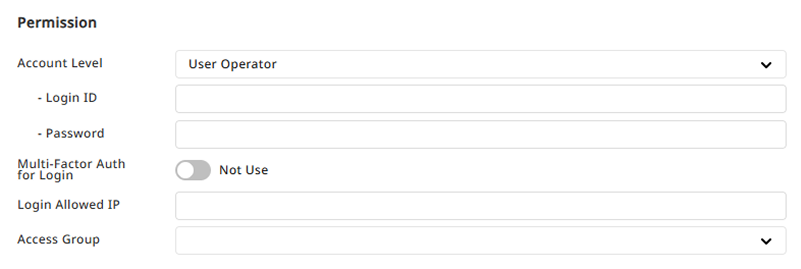 Permission
Account Level
User Operator
- Login ID
- Password
Multi-Factor Auth
for Login
Not Use
Login Allowed IP
Access Group